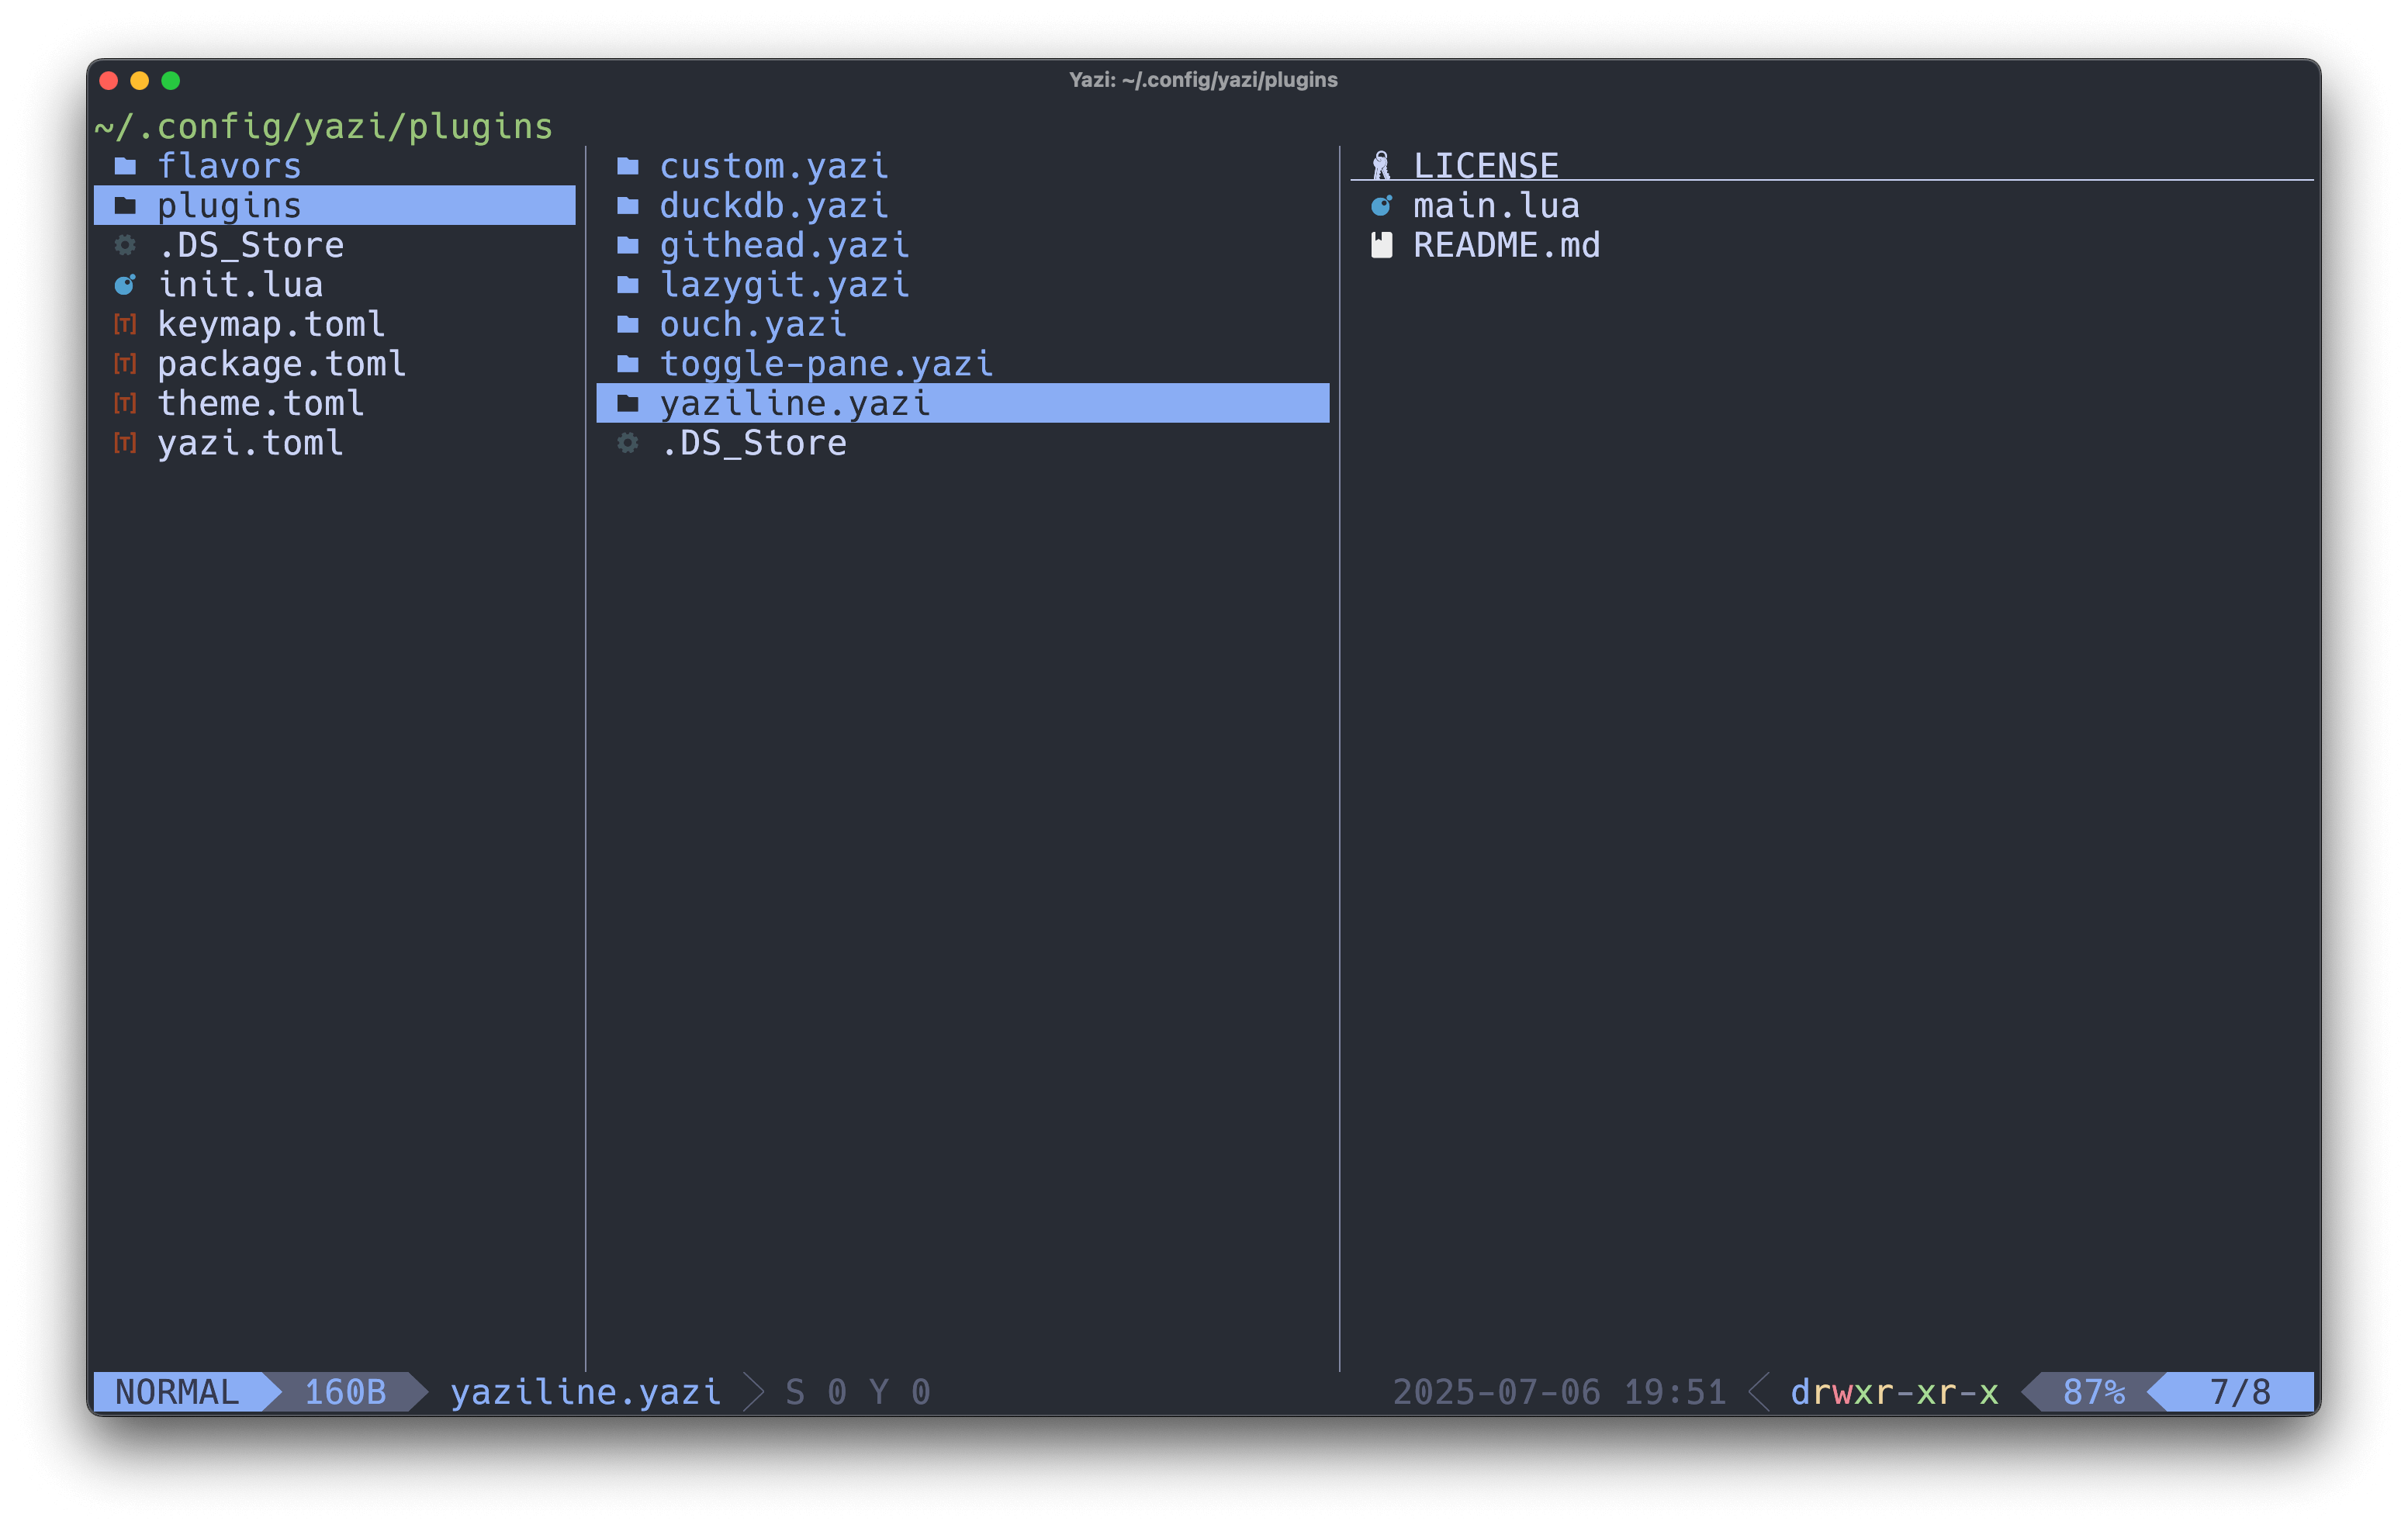 Yazi: ~/.config/yazi/plugins
~/.config/yazi/plugins
flavors
plugins
.DS_Store
init.lua
keymap.toml
package.toml
theme.toml
yazi.toml
custom.yazi
duckdb.yazi
githead.yazi
lazygit.yazi
ouch.yazi
toggle-pane.yazi
yaziline.yazi
.DS_Store
LICENSE
main.lua
README.md
NORMAL 160B yaziline.yazi S 0 Y 0 2025-07-06 19:51 drwxr-xr-x 87% 7/8